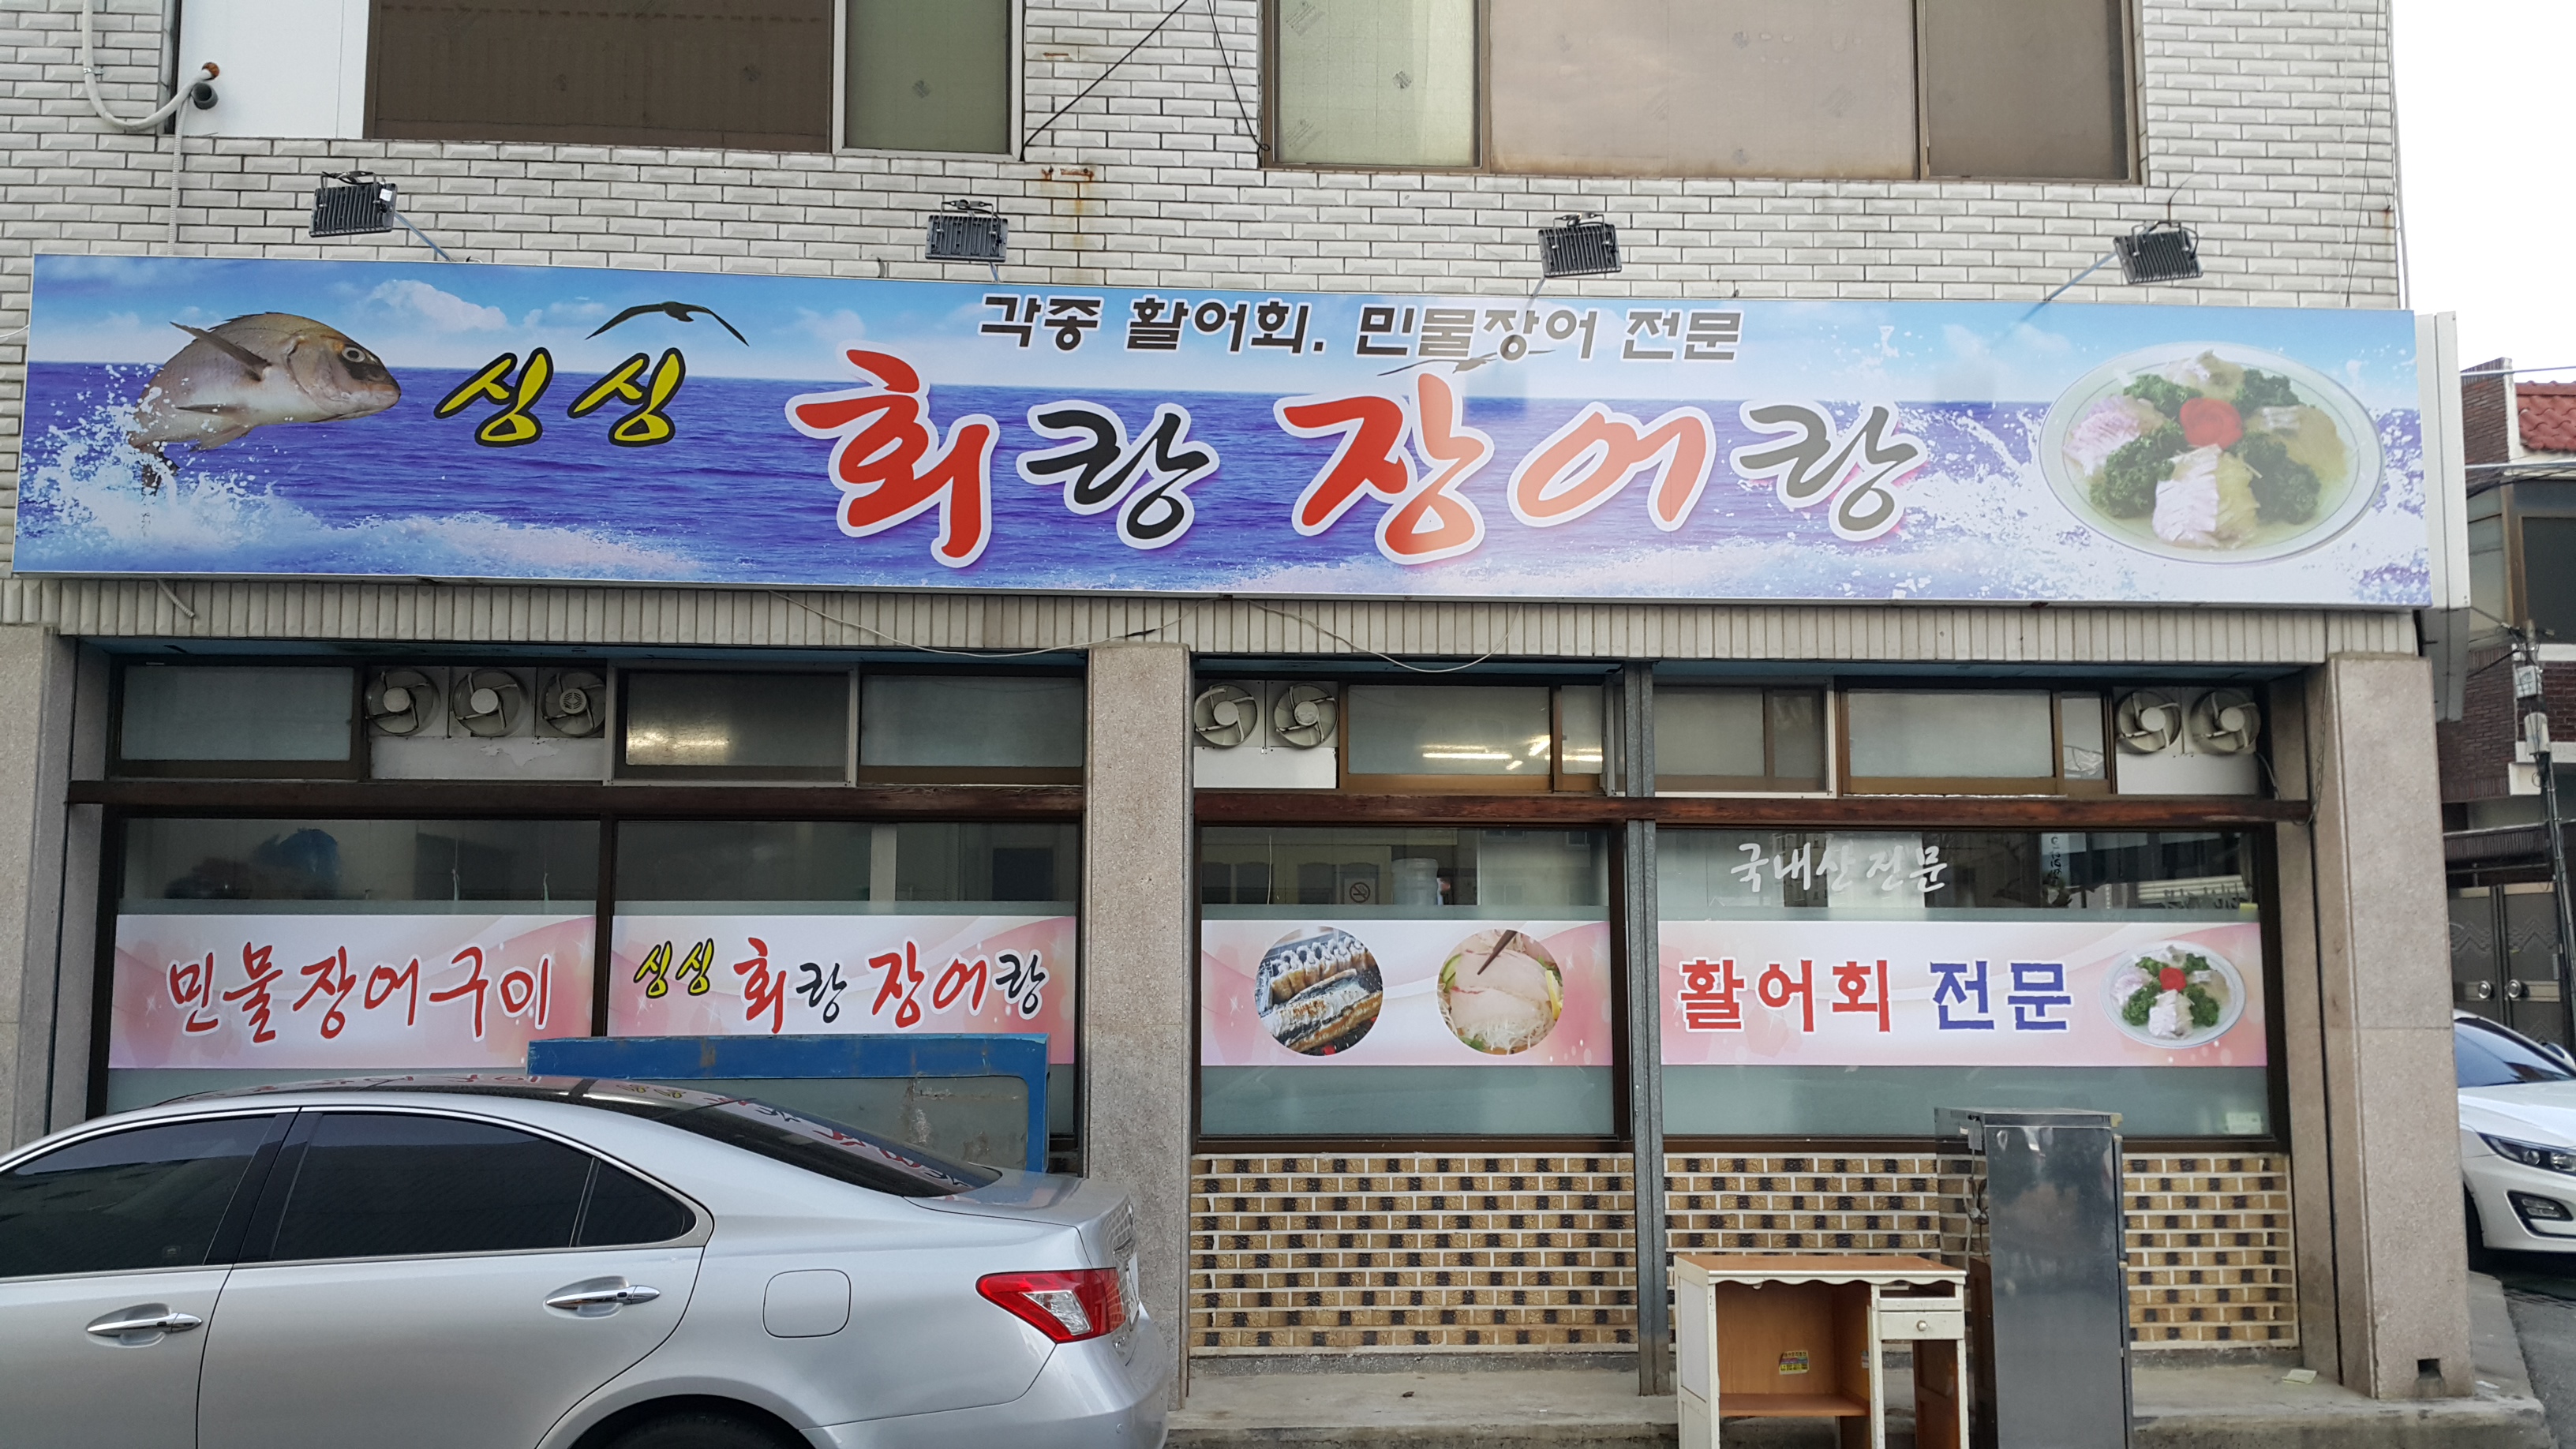 각종 활어회. 민물장어 전문
싱싱 회랑 장어랑
국내산전문
민물장어구이
싱싱 회랑 장어랑
활어회 전문